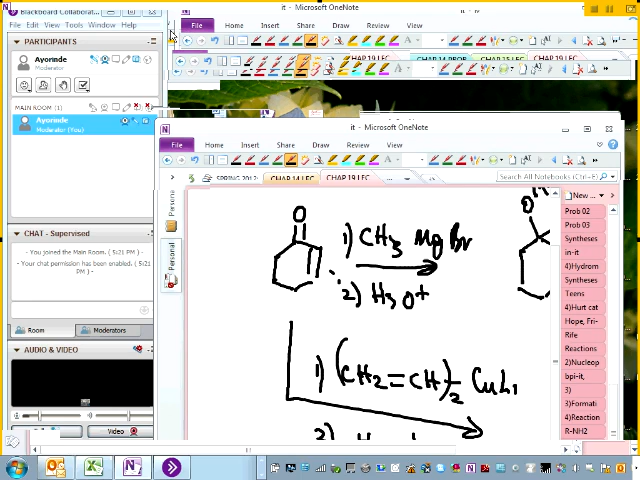 Blackboard Collaborat...
File Edit View Tools Window Help
PARTICIPANTS
Ayorinde
Moderator
MAIN ROOM (1)
Ayorinde
Moderator (You)
CHAT - Supervised
- You joined the Main Room. ( 5:21 PM ) -
- Your chat permission has been enabled. ( 5:21 PM ) -
Room
Moderators
AUDIO & VIDEO
Video
it - Microsoft OneNote
File Home Insert Share Draw Review View
CHAP 19 LEC
it - Microsoft OneNote
File Home Insert Share Draw Review View
SPRING 2012
CHAP 14 LEC
CHAP 19 LEC
Search All Notebooks (Ctrl+E)
Persona
Personal
New
Prob 02
Prob 03
Syntheses
in-it
4)Hydrom
Syntheses
Teens
4)Hurt cat
Hope, Fri-
Rife
Reactions
2)Nucleop
bpi-it,
3)
3)Formati
4)Reaction
R-NH2
O
1) CH3 MgBr
2) H3O+
1) (CH2=CH)2 CuLi